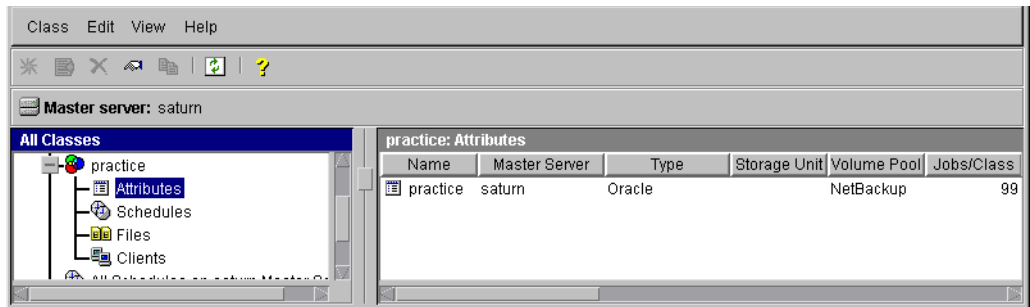 Class Edit View Help
Master server: saturn
All Classes
practice
Attributes
Schedules
Files
Clients
practice: Attributes
Name Master Server Type Storage Unit Volume Pool Jobs/Class
practice saturn Oracle NetBackup 99